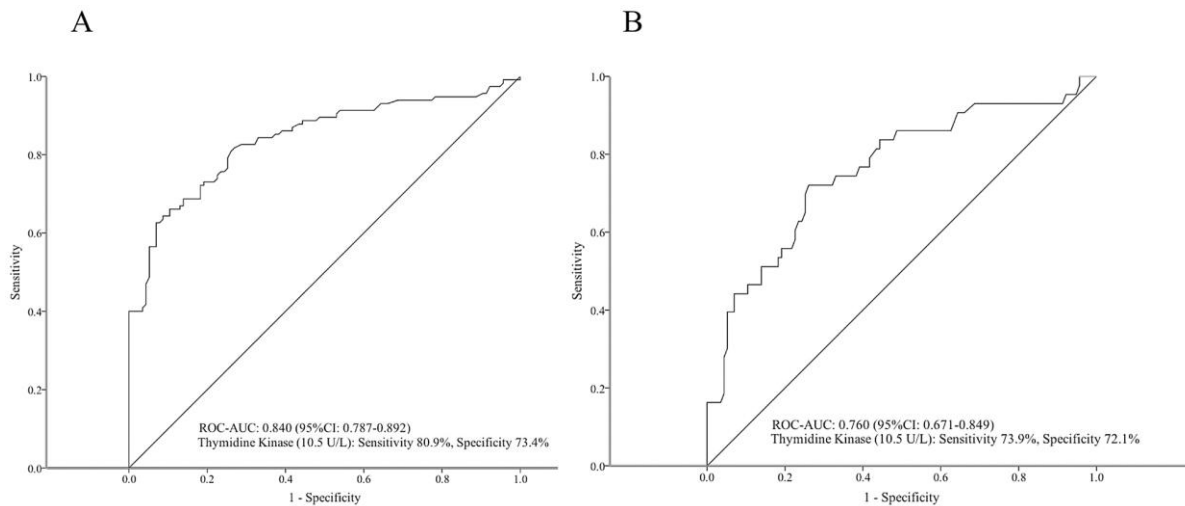 A
1.0
0.8
0.6
0.4
0.2
0.0
Sensitivity
ROC-AUC: 0.840 (95%CI: 0.787-0.892)
Thymidine Kinase (10.5 U/L): Sensitivity 80.9%, Specificity 73.4%
0.0 0.2 0.4 0.6 0.8 1.0
1 - Specificity
B
1.0
0.8
0.6
0.4
0.2
0.0
Sensitivity
ROC-AUC: 0.760 (95%CI: 0.671-0.849)
Thymidine Kinase (10.5 U/L): Sensitivity 73.9%, Specificity 72.1%
0.0 0.2 0.4 0.6 0.8 1.0
1 - Specificity